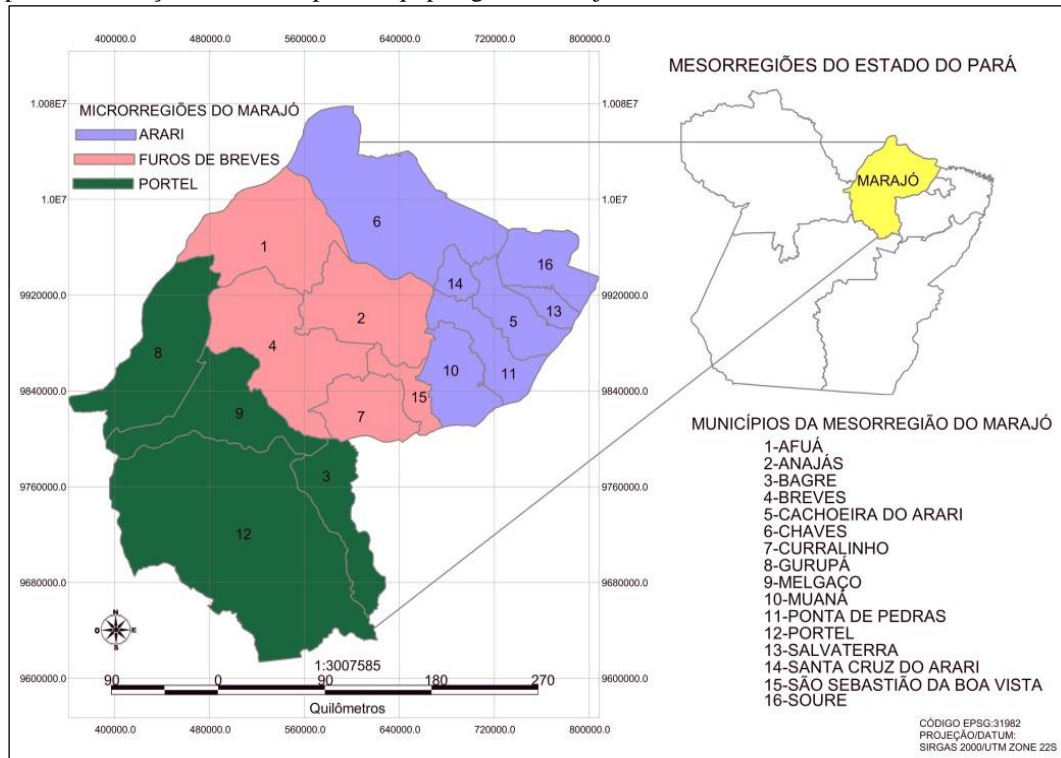 400000.0 480000.0 560000.0 640000.0 720000.0 800000.0
MESORREGIÕES DO ESTADO DO PARÁ
1.008E7 1.008E7
MICRORREGIÕES DO MARAJÓ
ARARI
FUROS DE BREVES
PORTEL
MARAJÓ
1.0E7 1.0E7
6
1
16
9920000.0 9920000.0
14
13
2
5
4
8
10
11
9840000.0 9840000.0
15
9
7
MUNICÍPIOS DA MESORREGIÃO DO MARAJÓ
1-AFUÁ
2-ANAJÁS
3-BAGRE
4-BREVES
5-CACHOEIRA DO ARARI
6-CHAVES
7-CURRALINHO
8-GURUPÁ
9-MELGAÇO
10-MUANÁ
11-PONTA DE PEDRAS
12-PORTEL
13-SALVATERRA
14-SANTA CRUZ DO ARARI
15-SÃO SEBASTIÃO DA BOA VISTA
16-SOURE
3
9760000.0 9760000.0
12
9680000.0 9680000.0
N
O E
S
1:3007585
90 0 90 180 270
Quilômetros
9600000.0 9600000.0
400000.0 480000.0 560000.0 640000.0 720000.0 800000.0
CÓDIGO EPSG:31982
PROJEÇÃO/DATUM:
SIRGAS 2000/UTM ZONE 22S